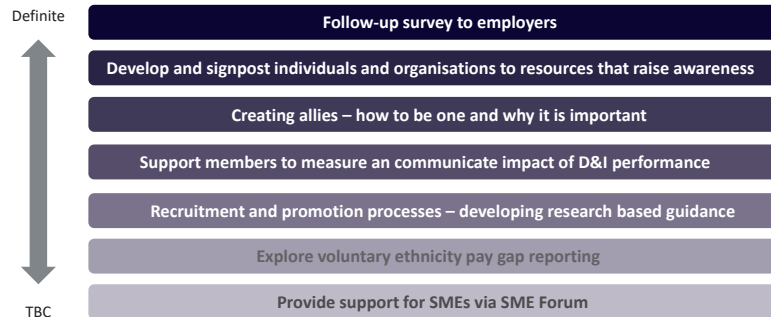 Definite
Follow-up survey to employers
Develop and signpost individuals and organisations to resources that raise awareness
Creating allies – how to be one and why it is important
Support members to measure an communicate impact of D&I performance
Recruitment and promotion processes – developing research based guidance
Explore voluntary ethnicity pay gap reporting
Provide support for SMEs via SME Forum
TBC